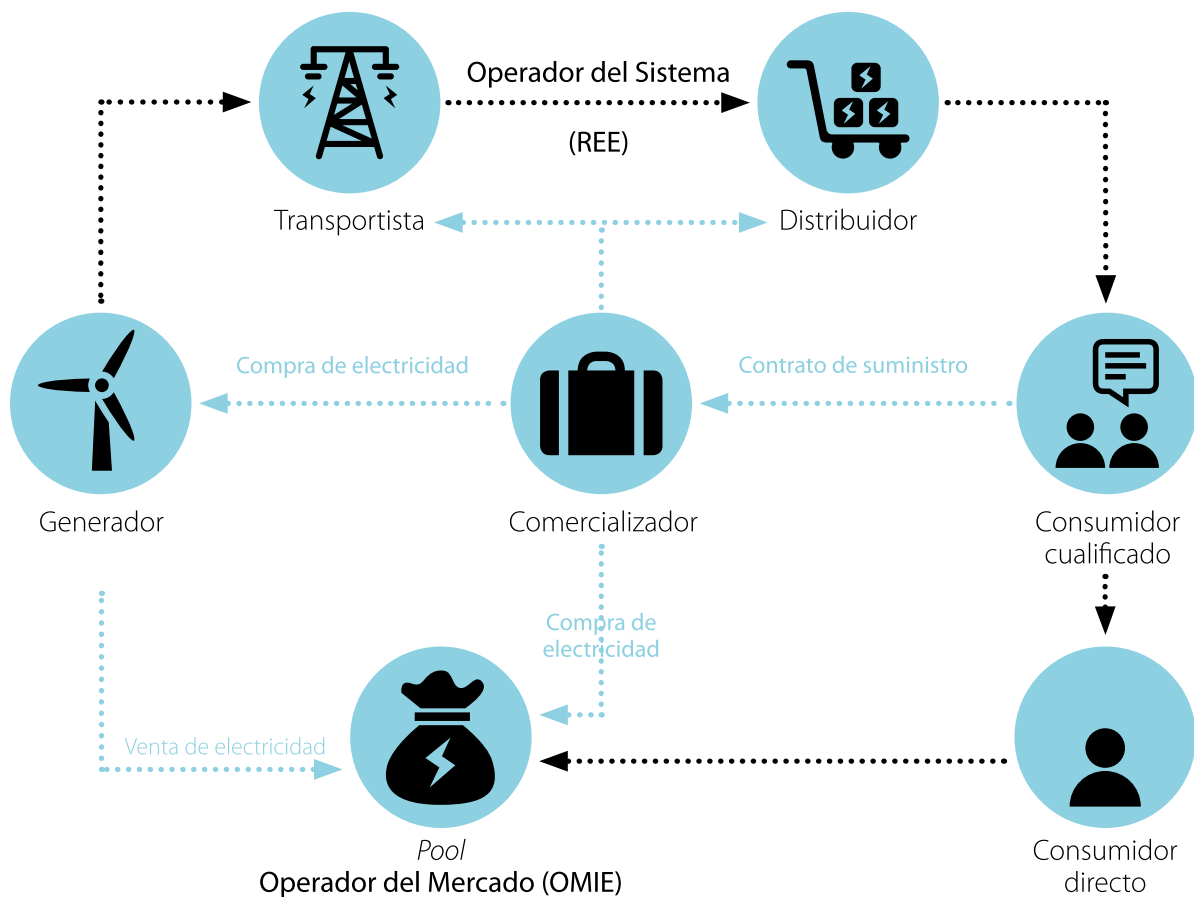 Operador del Sistema
(REE)
Transportista
Distribuidor
Compra de electricidad
Contrato de suministro
Generador
Comercializador
Consumidor
cualificado
Compra de
electricidad
Venta de electricidad
Pool
Operador del Mercado (OMIE)
Consumidor
directo